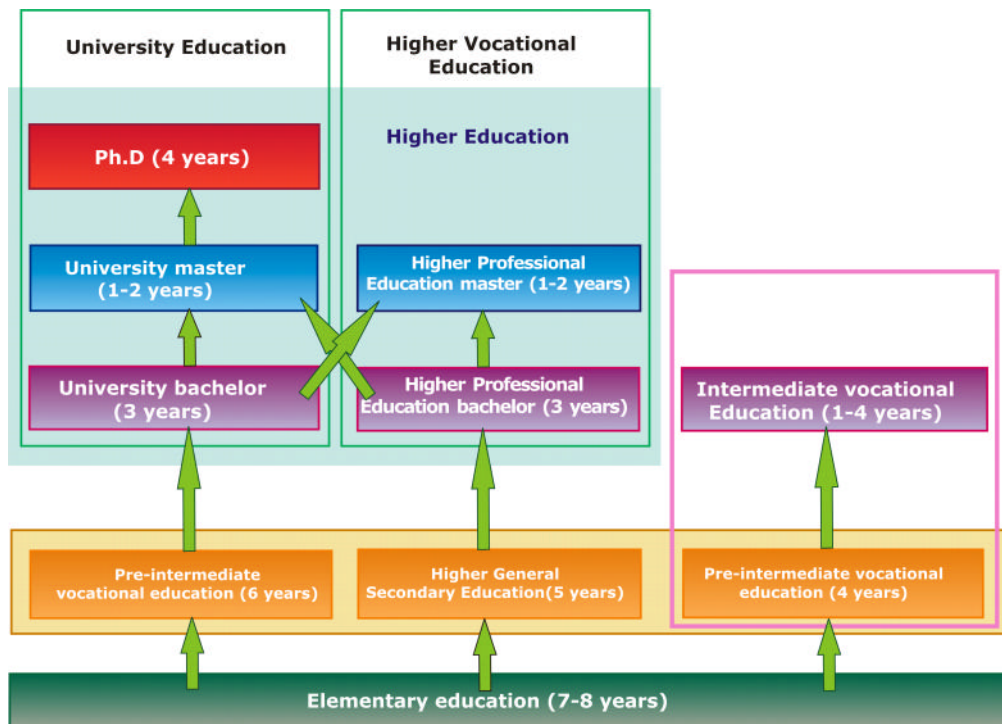 University Education
Higher Vocational
Education
Higher Education
Ph.D (4 years)
University master
(1-2 years)
Higher Professional
Education master (1-2 years)
University bachelor
(3 years)
Higher Professional
Education bachelor (3 years)
Intermediate vocational
Education (1-4 years)
Pre-intermediate
vocational education (6 years)
Higher General
Secondary Education(5 years)
Pre-intermediate vocational
education (4 years)
Elementary education (7-8 years)